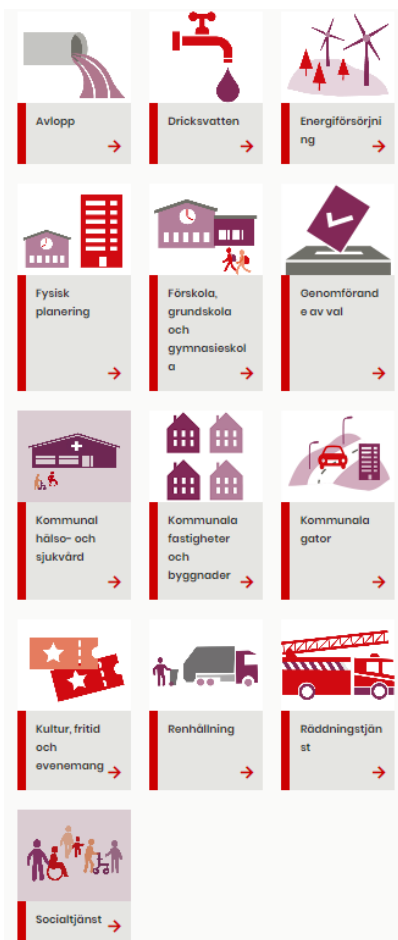 Avlopp
Dricksvatten
Energiförsörjni
ng
Fysisk
planering
Förskola,
grundskola
och
gymnasieskol
a
Genomförand
e av val
Kommunal
hälso- och
sjukvård
Kommunala
fastigheter
och
byggnader
Kommunala
gator
Kultur, fritid
och
evenemang
Renhållning
Räddningstjän
st
Socialtjänst